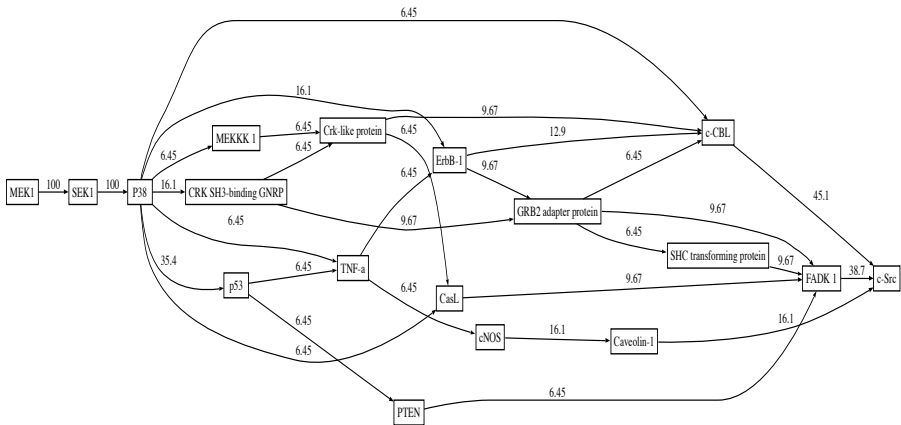 6.45
16.1
9.67
MEKKK 1
6.45
Crk-like protein
6.45
12.9
c-CBL
6.45
6.45
ErbB-1
9.67
6.45
6.45
MEK1
100
SEK1
100
P38
16.1
CRK SH3-binding GNRP
45.1
9.67
GRB2 adapter protein
9.67
6.45
6.45
SHC transforming protein
9.67
35.4
p53
6.45
TNF-a
FADK 1
38.7
c-Src
6.45
CasL
9.67
6.45
16.1
16.1
cNOS
Caveolin-1
6.45
6.45
PTEN